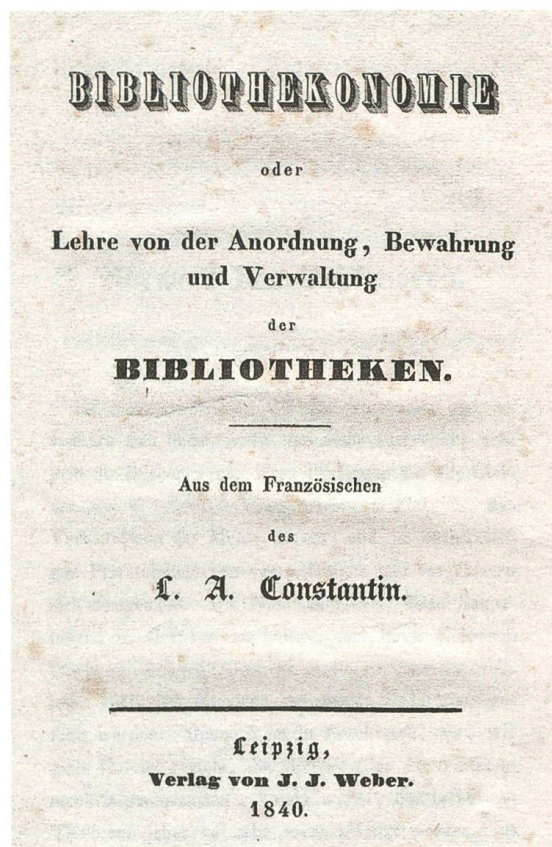 BIBLIOTHEKONOMIE
oder
Lehre von der Anordnung, Bewahrung
und Verwaltung
der
BIBLIOTHEKEN.
Aus dem Französischen
des
L. A. Constantin.
Leipzig,
Verlag von J. J. Weber.
1840.